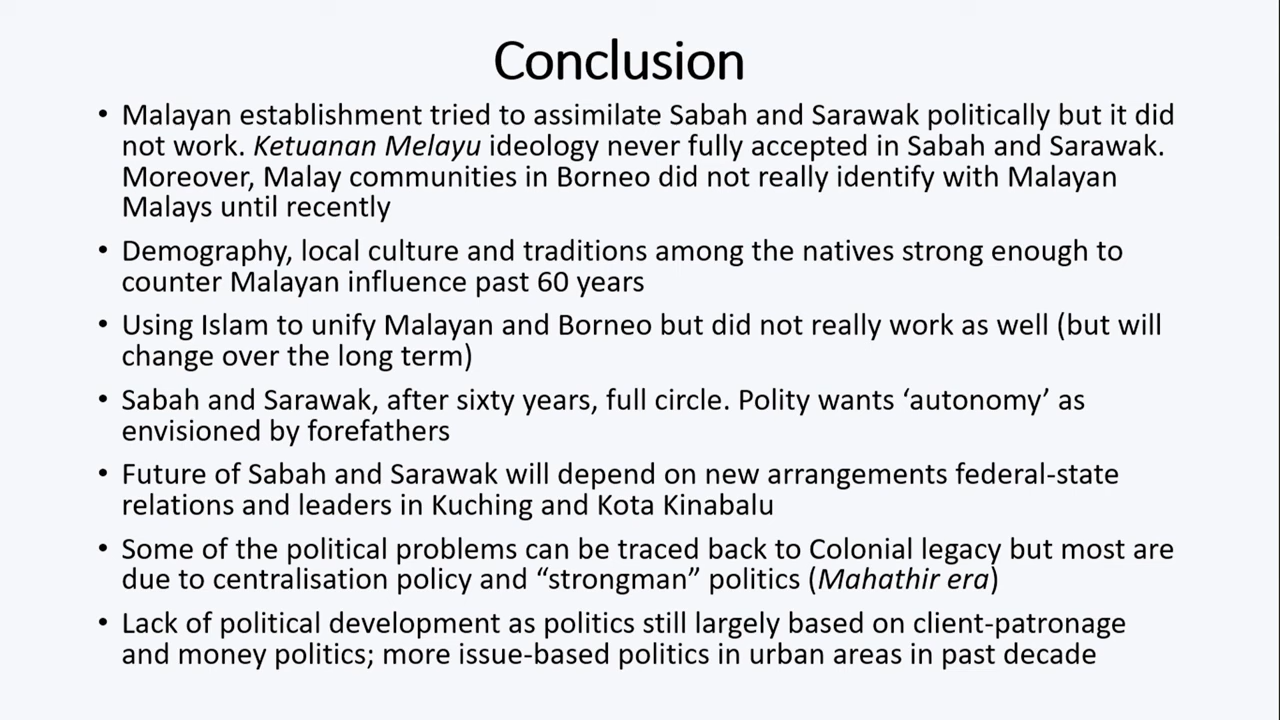 Conclusion
• Malayan establishment tried to assimilate Sabah and Sarawak politically but it did
not work. Ketuanan Melayu ideology never fully accepted in Sabah and Sarawak.
Moreover, Malay communities in Borneo did not really identify with Malayan
Malays until recently
• Demography, local culture and traditions among the natives strong enough to
counter Malayan influence past 60 years
• Using Islam to unify Malayan and Borneo but did not really work as well (but will
change over the long term)
• Sabah and Sarawak, after sixty years, full circle. Polity wants ‘autonomy’ as
envisioned by forefathers
• Future of Sabah and Sarawak will depend on new arrangements federal-state
relations and leaders in Kuching and Kota Kinabalu
• Some of the political problems can be traced back to Colonial legacy but most are
due to centralisation policy and “strongman” politics (Mahathir era)
• Lack of political development as politics still largely based on client-patronage
and money politics; more issue-based politics in urban areas in past decade